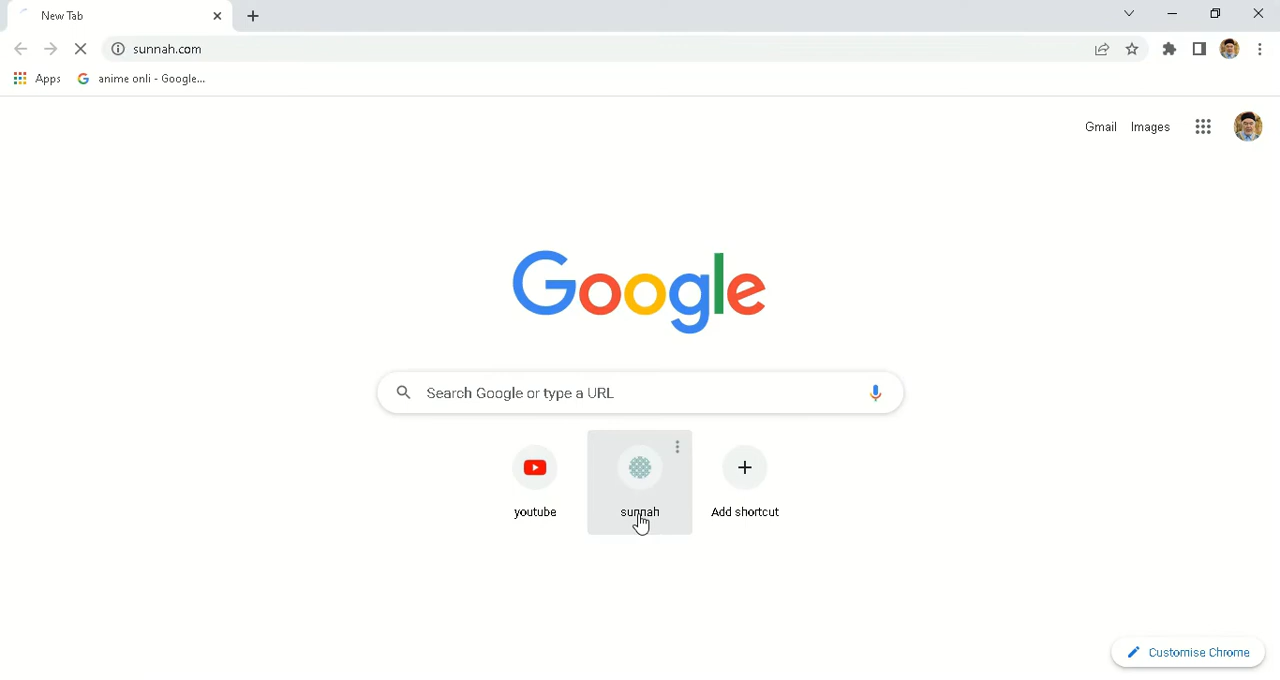 New Tab
sunnah.com
Apps anime onli - Google...
Gmail Images
Google
Search Google or type a URL
youtube sunnah Add shortcut
Customise Chrome